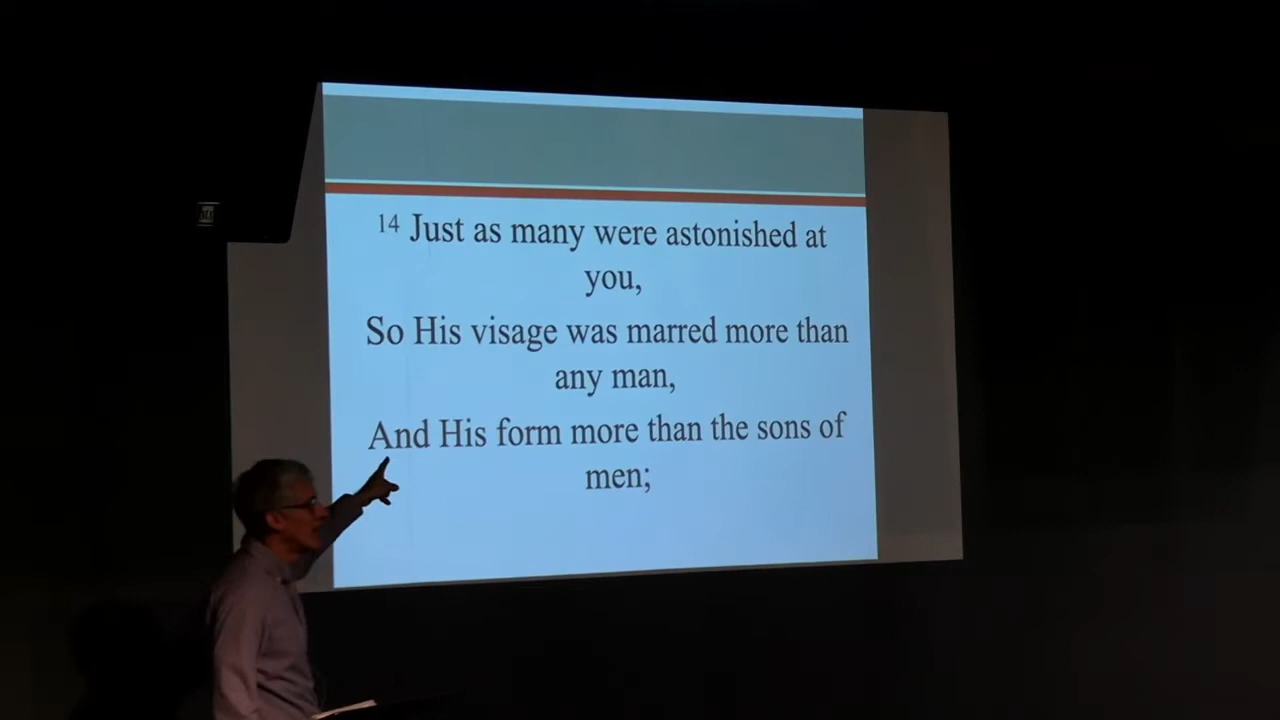 14 Just as many were astonished at
you,
So His visage was marred more than
any man,
And His form more than the sons of
men;